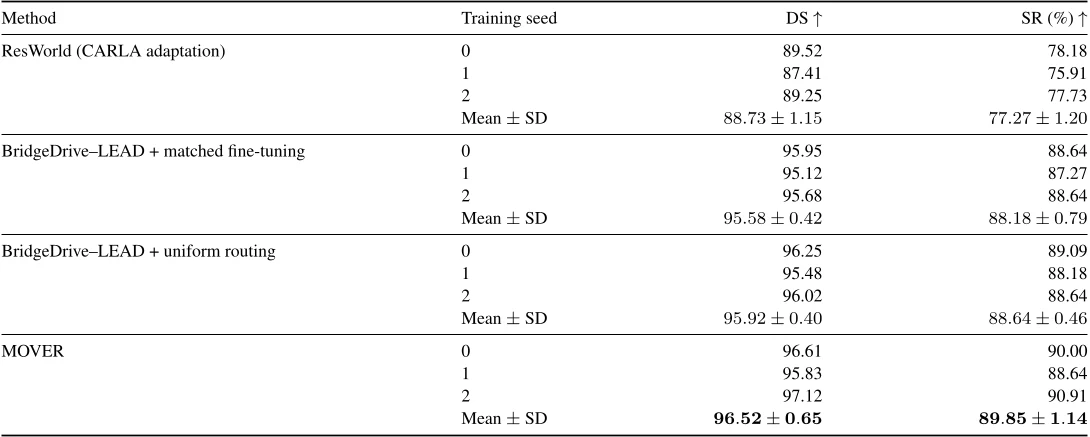 Method Training seed DS ↑ SR (%) ↑
ResWorld (CARLA adaptation) 0 89.52 78.18
1 87.41 75.91
2 89.25 77.73
Mean ± SD 88.73 ± 1.15 77.27 ± 1.20
BridgeDrive–LEAD + matched fine-tuning 0 95.95 88.64
1 95.12 87.27
2 95.68 88.64
Mean ± SD 95.58 ± 0.42 88.18 ± 0.79
BridgeDrive–LEAD + uniform routing 0 96.25 89.09
1 95.48 88.18
2 96.02 88.64
Mean ± SD 95.92 ± 0.40 88.64 ± 0.46
MOVER 0 96.61 90.00
1 95.83 88.64
2 97.12 90.91
Mean ± SD 96.52 ± 0.65 89.85 ± 1.14